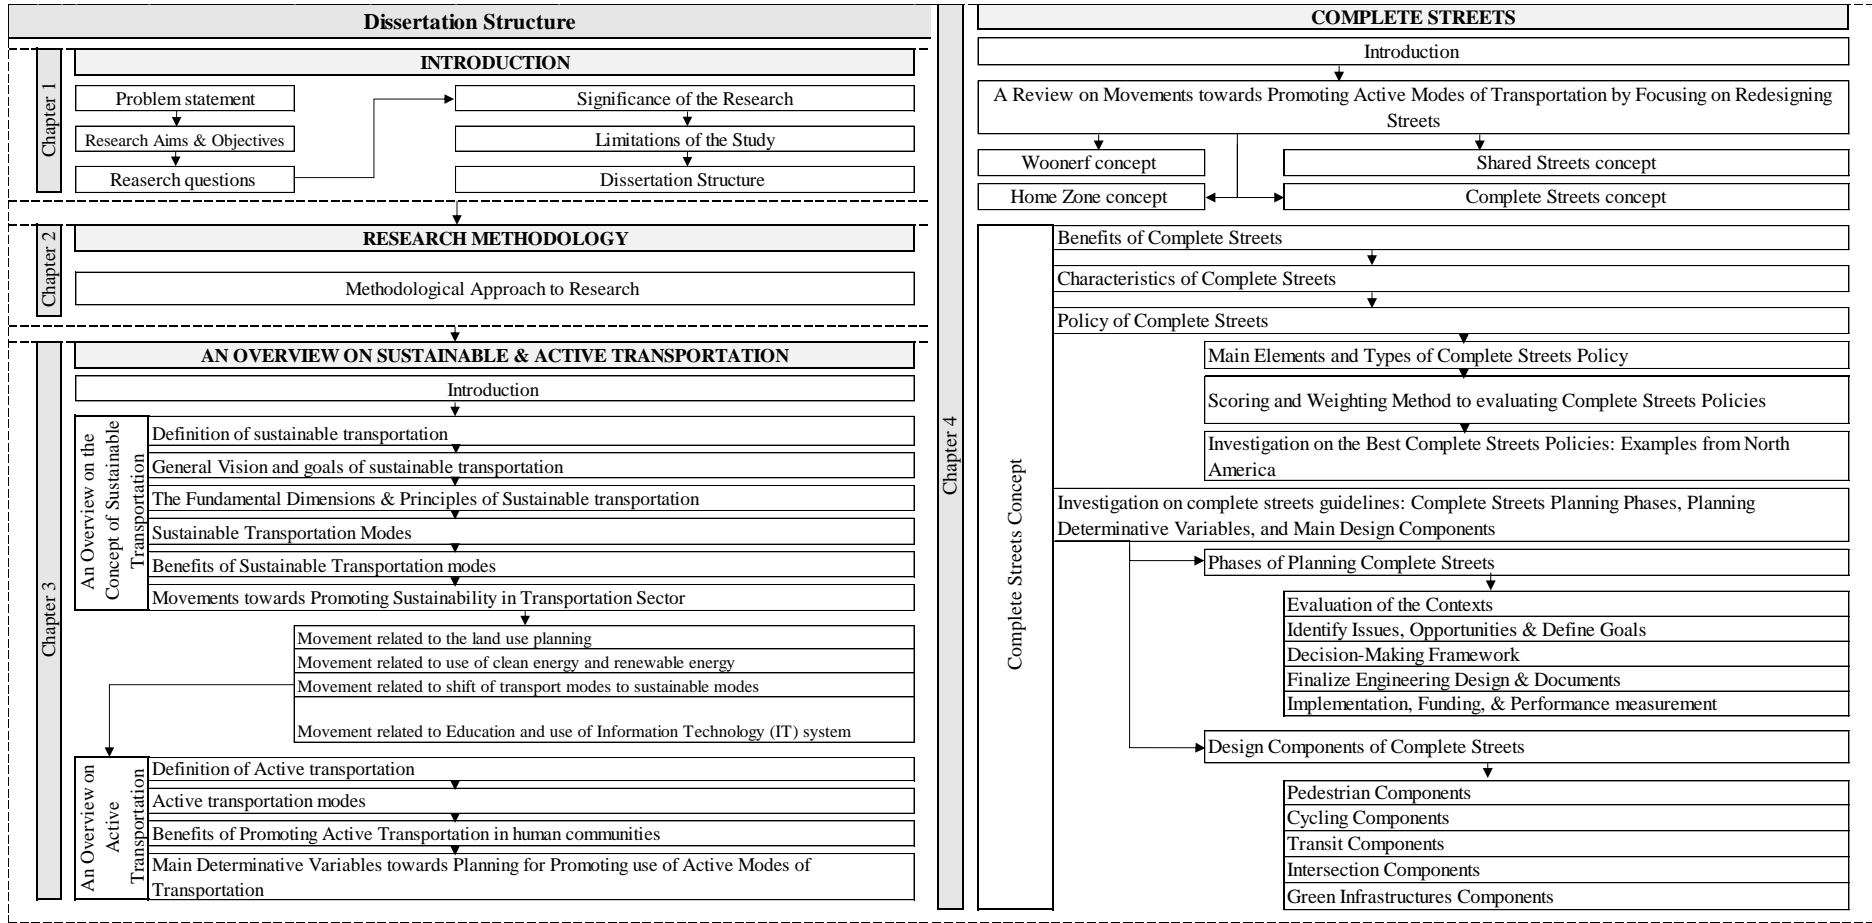 Dissertation Structure
Chapter 1
INTRODUCTION
Problem statement
Research Aims & Objectives
Reaserch questions
Significance of the Research
Limitations of the Study
Dissertation Structure
Chapter 2
RESEARCH METHODOLOGY
Methodological Approach to Research
Chapter 3
AN OVERVIEW ON SUSTAINABLE & ACTIVE TRANSPORTATION
Introduction
An Overview on the
Concept of Sustainable
Transportation
Definition of sustainable transportation
General Vision and goals of sustainable transportation
The Fundamental Dimensions & Principles of Sustainable transportation
Sustainable Transportation Modes
Benefits of Sustainable Transportation modes
Movements towards Promoting Sustainability in Transportation Sector
Movement related to the land use planning
Movement related to use of clean energy and renewable energy
Movement related to shift of transport modes to sustainable modes
Movement related to Education and use of Information Technology (IT) system
An Overview on
Active
Transportation
Definition of Active transportation
Active transportation modes
Benefits of Promoting Active Transportation in human communities
Main Determinative Variables towards Planning for Promoting use of Active Modes of
Transportation
Chapter 4
COMPLETE STREETS
Introduction
A Review on Movements towards Promoting Active Modes of Transportation by Focusing on Redesigning
Streets
Woonerf concept
Shared Streets concept
Home Zone concept
Complete Streets concept
Complete Streets Concept
Benefits of Complete Streets
Characteristics of Complete Streets
Policy of Complete Streets
Main Elements and Types of Complete Streets Policy
Scoring and Weighting Method to evaluating Complete Streets Policies
Investigation on the Best Complete Streets Policies: Examples from North
America
Investigation on complete streets guidelines: Complete Streets Planning Phases, Planning
Determinative Variables, and Main Design Components
Phases of Planning Complete Streets
Evaluation of the Contexts
Identify Issues, Opportunities & Define Goals
Decision-Making Framework
Finalize Engineering Design & Documents
Implementation, Funding, & Performance measurement
Design Components of Complete Streets
Pedestrian Components
Cycling Components
Transit Components
Intersection Components
Green Infrastructures Components